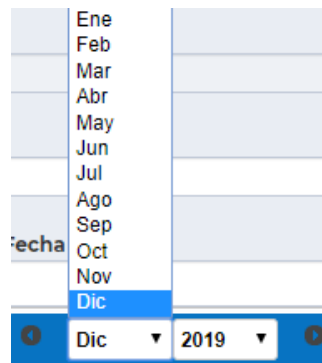 Ene
Feb
Mar
Abr
May
Jun
Jul
Ago
Sep
Fecha
Oct
Nov
Dic
Dic 2019